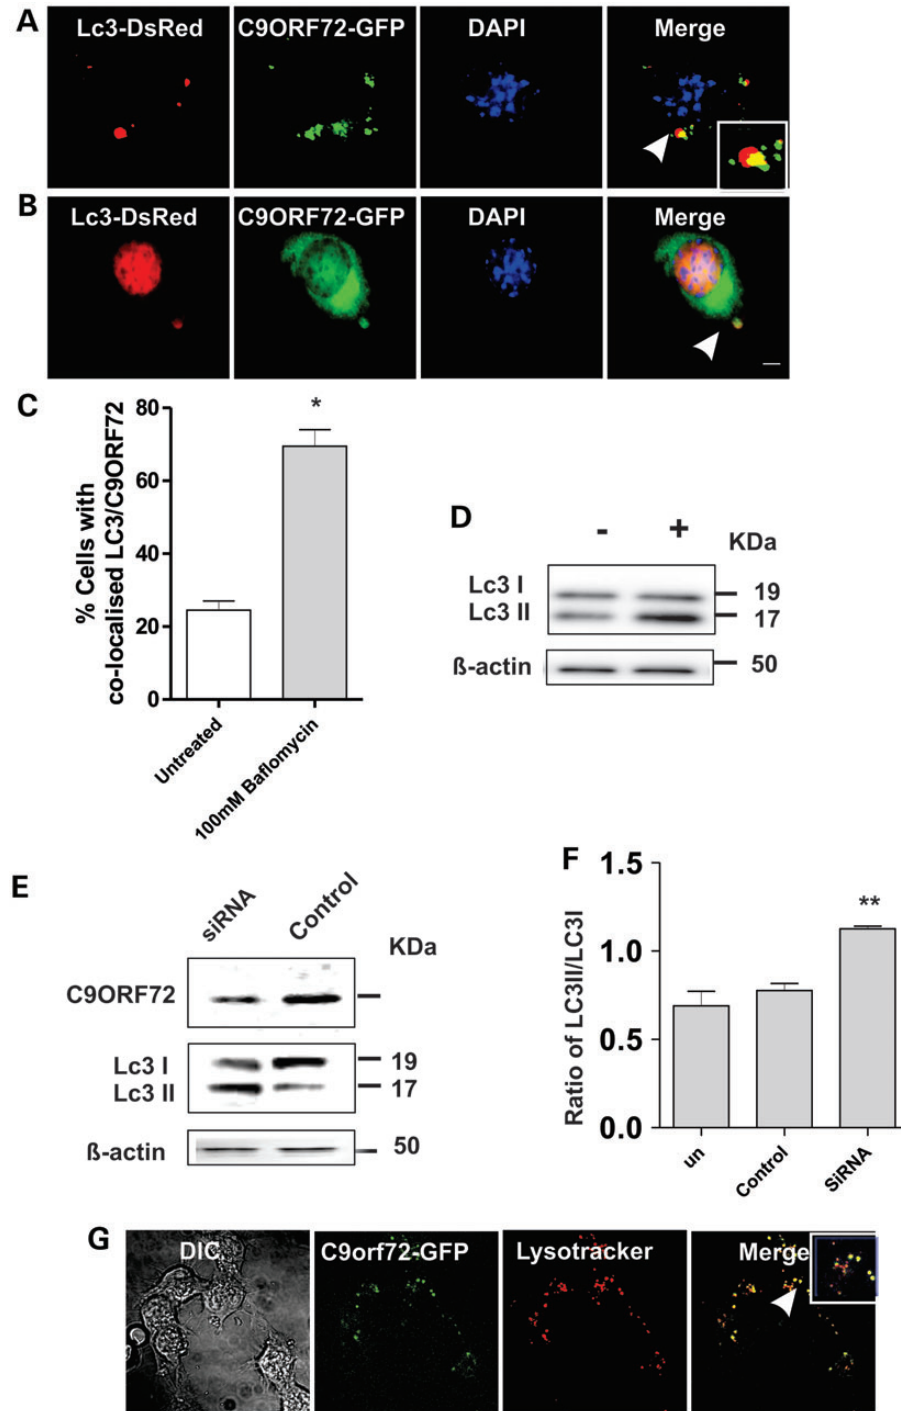 A
Lc3-DsRed C9ORF72-GFP DAPI Merge
B
Lc3-DsRed C9ORF72-GFP DAPI Merge
C
% Cells with
co-localised LC3/C9ORF72
80
60
40
20
0
Untreated
100mM Baflomycin
*
D
- +
KDa
Lc3 I 19
Lc3 II 17
ß-actin 50
E
siRNA Control
KDa
C9ORF72
Lc3 I 19
Lc3 II 17
ß-actin 50
F
Ratio of LC3II/LC3I
1.5
1.0
0.5
0.0
un
Control
SiRNA
**
G
DIC C9orf72-GFP Lysotracker Merge